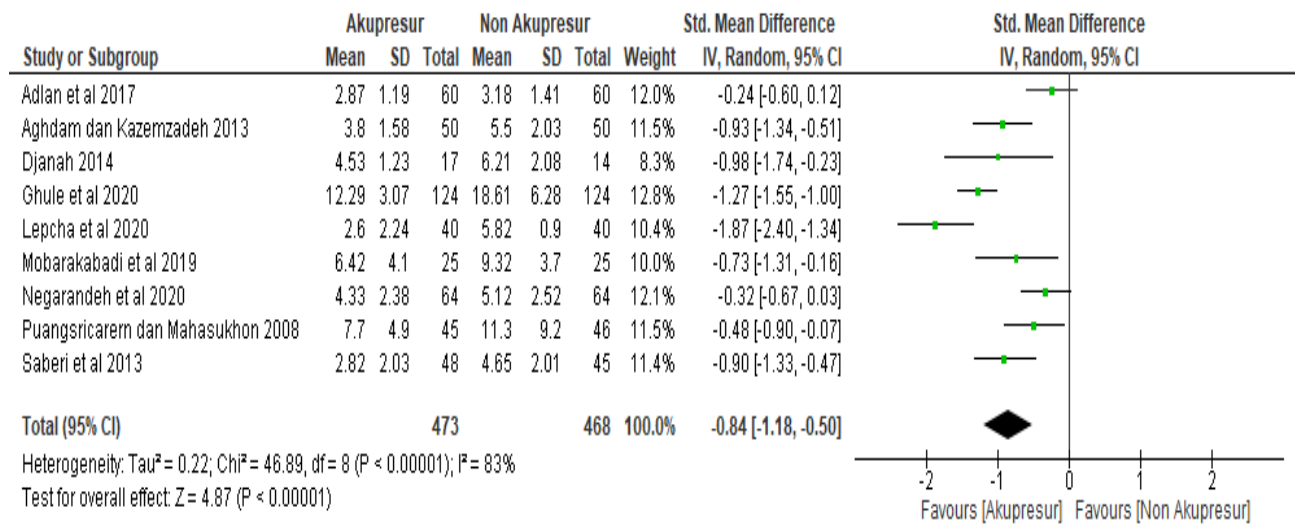 Akupresur Non Akupresur Std. Mean Difference Std. Mean Difference
Study or Subgroup Mean SD Total Mean SD Total Weight IV, Random, 95% CI IV, Random, 95% CI
Adlan et al 2017 2.87 1.19 60 3.18 1.41 60 12.0% -0.24 [-0.60, 0.12]
Aghdam dan Kazemzadeh 2013 3.8 1.58 50 5.5 2.03 50 11.5% -0.93 [-1.34, -0.51]
Djanah 2014 4.53 1.23 17 6.21 2.08 14 8.3% -0.98 [-1.74, -0.23]
Ghule et al 2020 12.29 3.07 124 18.61 6.28 124 12.8% -1.27 [-1.55, -1.00]
Lepcha et al 2020 2.6 2.24 40 5.82 0.9 40 10.4% -1.87 [-2.40, -1.34]
Mobarakabadi et al 2019 6.42 4.1 25 9.32 3.7 25 10.0% -0.73 [-1.31, -0.16]
Negarandeh et al 2020 4.33 2.38 64 5.12 2.52 64 12.1% -0.32 [-0.67, 0.03]
Puangsricarern dan Mahasukhon 2008 7.7 4.9 45 11.3 9.2 46 11.5% -0.48 [-0.90, -0.07]
Saberi et al 2013 2.82 2.03 48 4.65 2.01 45 11.4% -0.90 [-1.33, -0.47]
Total (95% CI) 473 468 100.0% -0.84 [-1.18, -0.50]
Heterogeneity: Tau² = 0.22; Chi² = 46.89, df = 8 (P < 0.00001); I² = 83%
Test for overall effect: Z = 4.87 (P < 0.00001)
-2 -1 0 1 2
Favours [Akupresur] Favours [Non Akupresur]